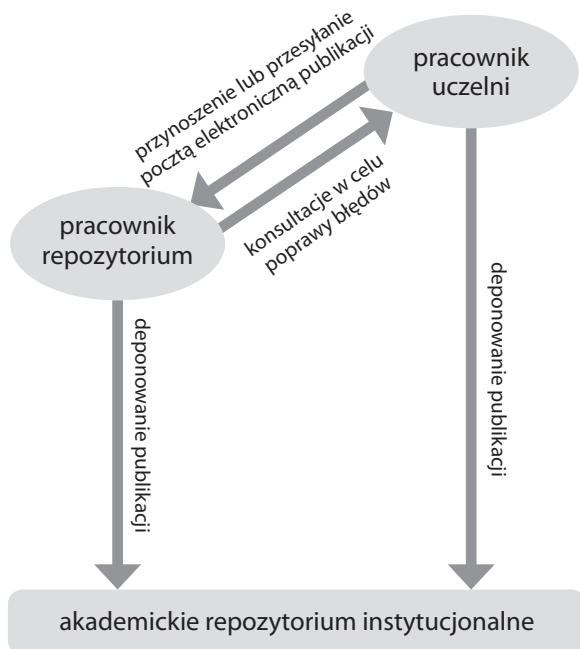 pracownik
uczelni
przynoszenie lub przesyłanie
pocztą elektroniczną publikacji
konsultacje w celu
poprawy błędów
pracownik
repozytorium
deponowanie publikacji
deponowanie publikacji
akademickie repozytorium instytucjonalne